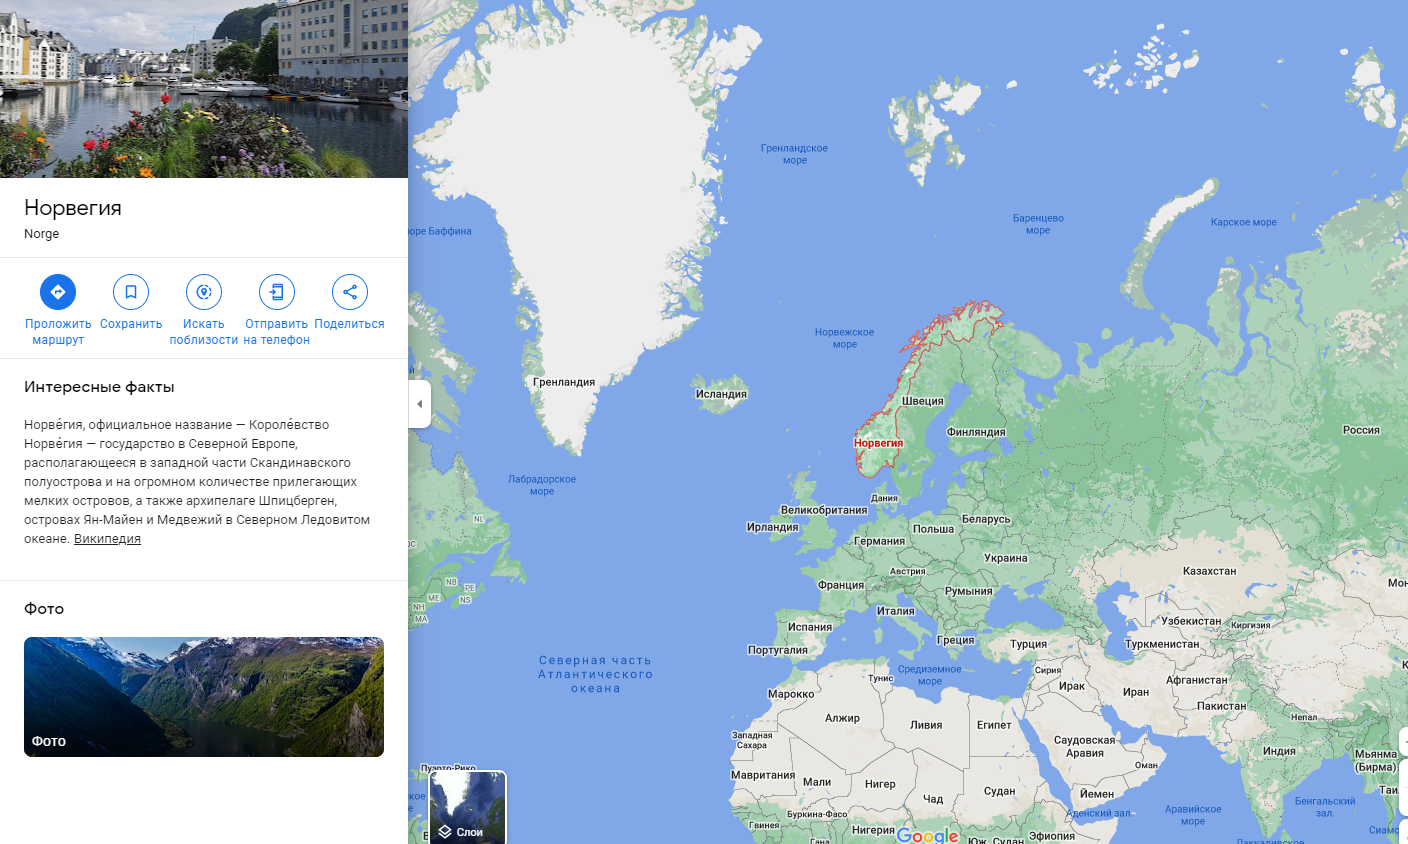 Норвегия
Norge
Проложить
маршрут
Сохранить
Искать
поблизости
Отправить
на телефон
Поделиться
Интересные факты
Норве́гия, официальное название — Короле́вство
Норве́гия — государство в Северной Европе,
располагающееся в западной части Скандинавского
полуострова и на огромном количестве прилегающих
мелких островов, а также архипелаге Шпицберген,
островах Ян-Майен и Медвежий в Северном Ледовитом
океане. Википедия
Фото
Фото
Гренландское
море
Баренцево
море
Карское море
оре Баффина
Норвежское
море
й
Гренландия
Исландия
Швеция
Норвегия
Финляндия
Россия
Лабрадорское
море
Дания
Великобритания
Ирландия
Беларусь
Польша
Германия
Украина
NL
QC
NB
PE
ME
NS
NH
MA
Австрия
Франция
Румыния
Казахстан
Мон
Италия
Испания
Узбекистан
Киргизия
Греция
Турция
Туркменистан
Португалия
Северная часть
Атлантического
океана
Средиземное
море
Тунис
Сирия
Ирак
Иран
Афганистан
Марокко
Пакистан
Алжир
Ливия
Египет
Непал
Западная
Сахара
Саудовская
Аравия
Оман
Индия
Мьянма
(Бирма)
Пуэрто-Рико
Мавритания
Мали
Нигер
Чад
Судан
Йемен
Таи
кое
е
Аденский зал.
Аравийское
море
Бенгальский
зал.
Гвинея
Буркина-Фасо
Нигерия
Google
Эфиопия
Юж. Судан
Гана
Сиамс
Лаккадивское
В
Слои